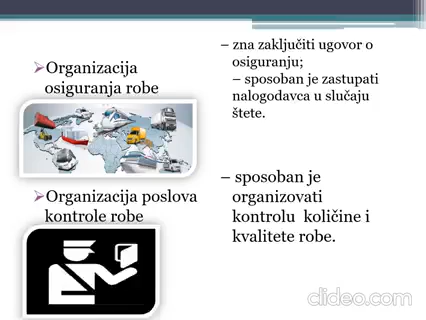 ➢Organizacija
osiguranja robe
– zna zaključiti ugovor o
osiguranju;
– sposoban je zastupati
nalogodavca u slučaju
štete.
➢Organizacija poslova
kontrole robe
– sposoban je
organizovati
kontrolu količine i
kvalitete robe.
clideo.com